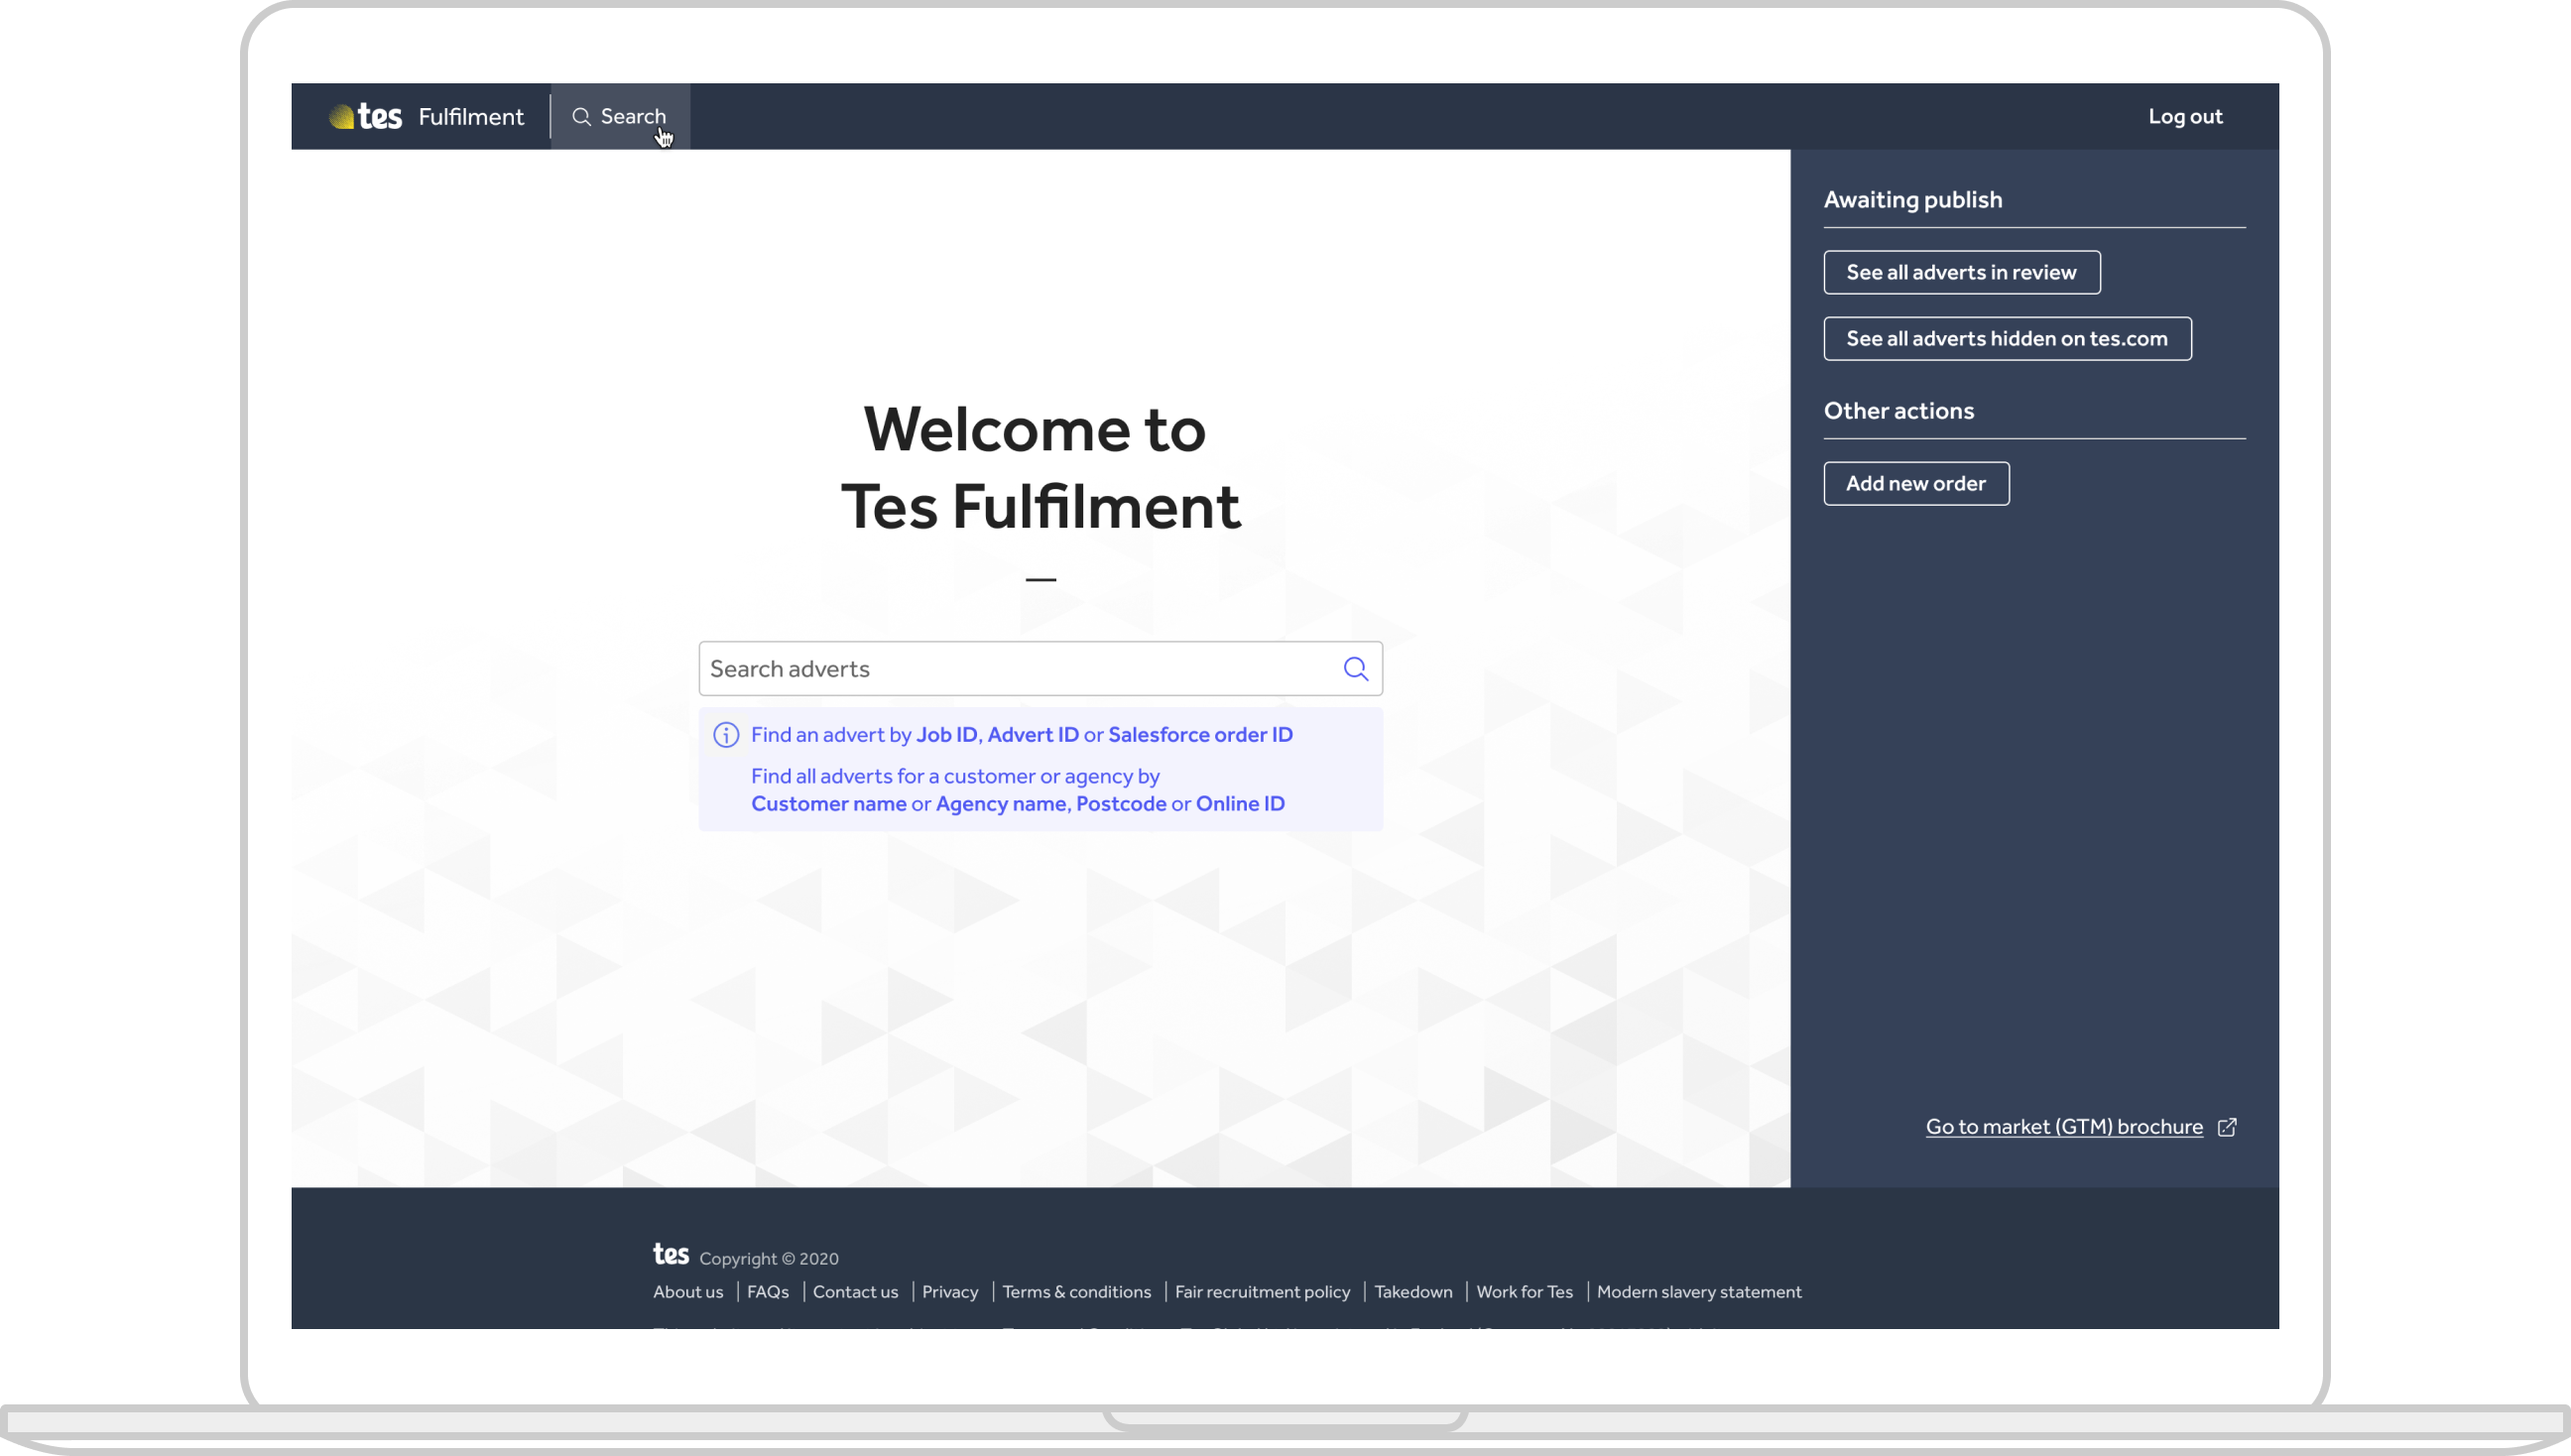 tes Fulfilment Search Log out
Awaiting publish
See all adverts in review
See all adverts hidden on tes.com
Other actions
Add new order
Welcome to
Tes Fulfilment
Search adverts
Find an advert by Job ID, Advert ID or Salesforce order ID
Find all adverts for a customer or agency by
Customer name or Agency name, Postcode or Online ID
Go to market (GTM) brochure
tes Copyright © 2020
About us FAQs Contact us Privacy Terms & conditions Fair recruitment policy Takedown Work for Tes Modern slavery statement